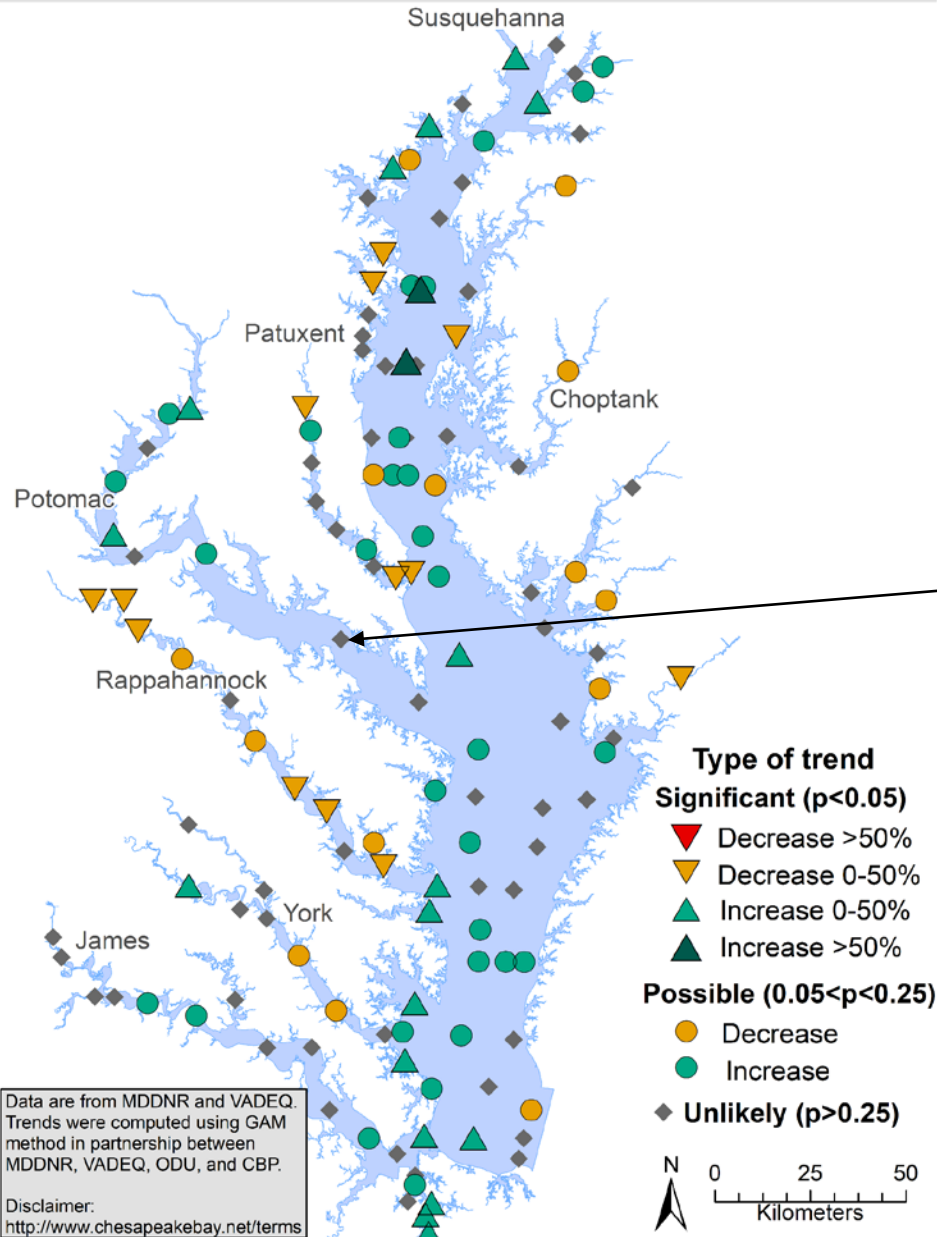 Susquehanna
Patuxent
Choptank
Potomac
Rappahannock
York
James
Type of trend
Significant (p<0.05)
Decrease >50%
Decrease 0-50%
Increase 0-50%
Increase >50%
Possible (0.05<p<0.25)
Decrease
Increase
Unlikely (p>0.25)
N
0 25 50
Kilometers
Data are from MDDNR and VADEQ.
Trends were computed using GAM
method in partnership between
MDDNR, VADEQ, ODU, and CBP.
Disclaimer:
http://www.chesapeakebay.net/terms